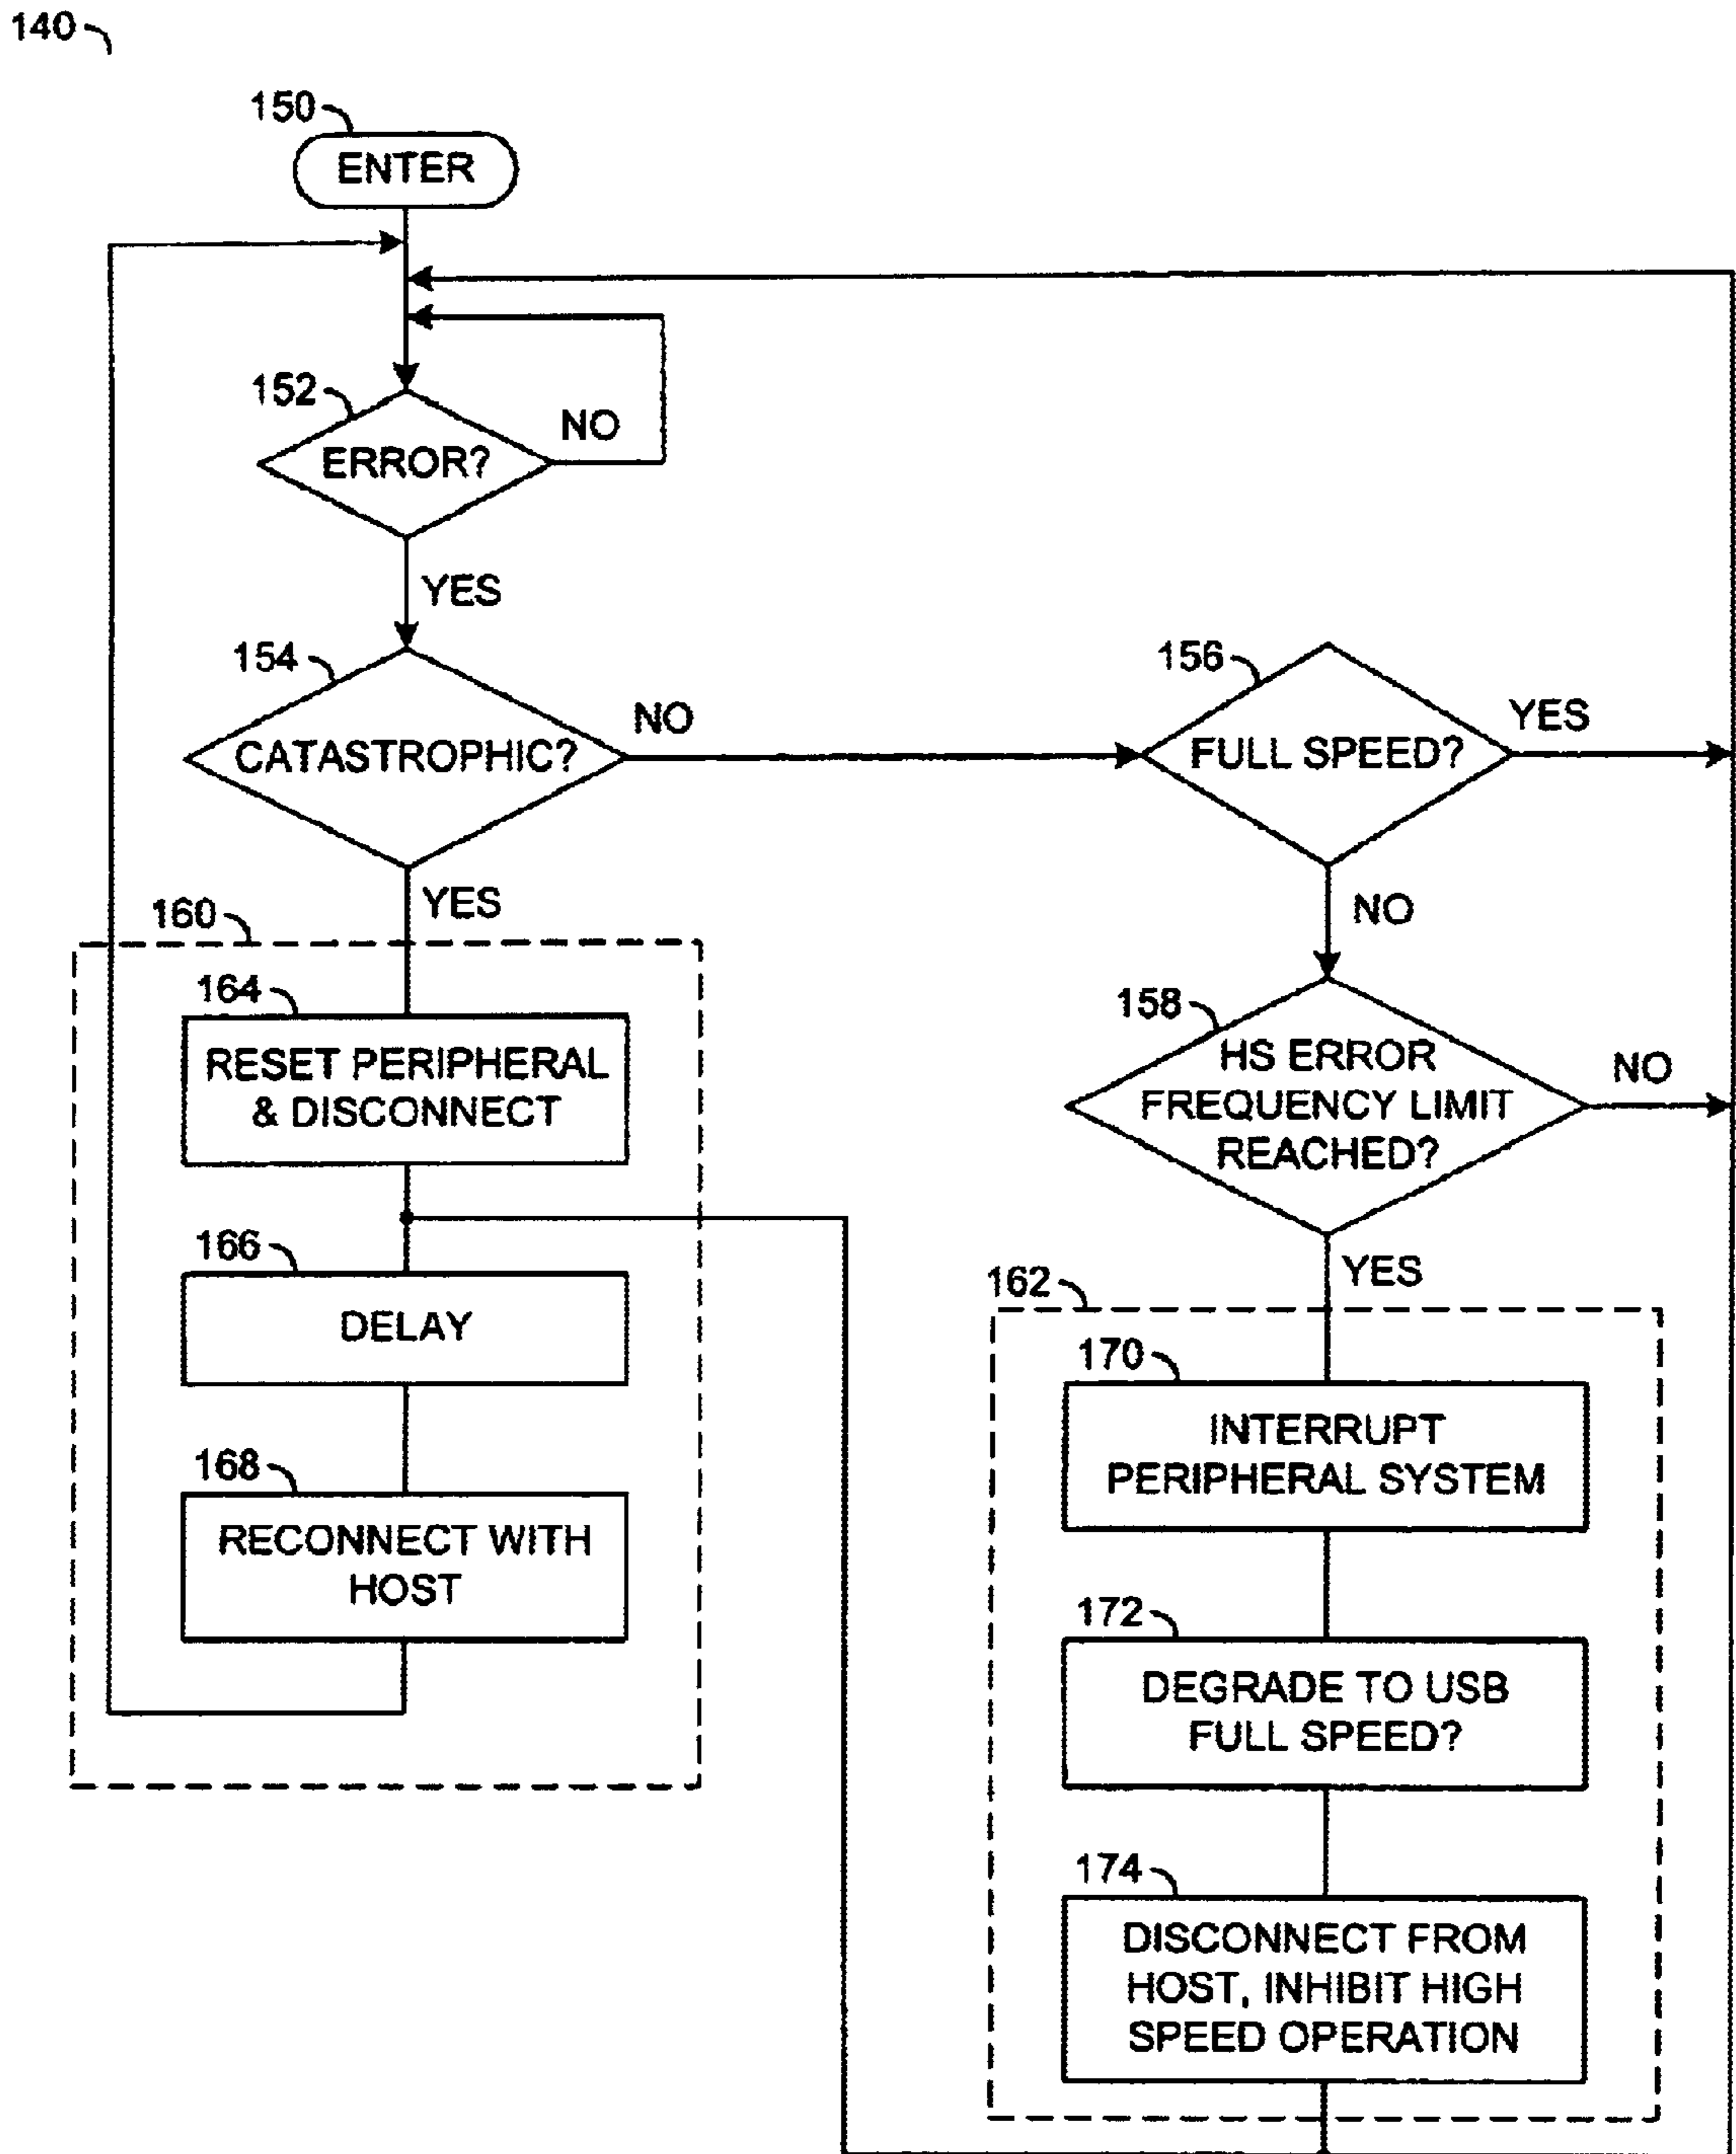 140
150
ENTER
152
ERROR?
NO
YES
154
CATASTROPHIC?
NO
156
FULL SPEED?
YES
YES
NO
160
164
RESET PERIPHERAL
& DISCONNECT
158
HS ERROR
FREQUENCY LIMIT
REACHED?
NO
166
DELAY
YES
162
168
RECONNECT WITH
HOST
170
INTERRUPT
PERIPHERAL SYSTEM
172
DEGRADE TO USB
FULL SPEED?
174
DISCONNECT FROM
HOST, INHIBIT HIGH
SPEED OPERATION